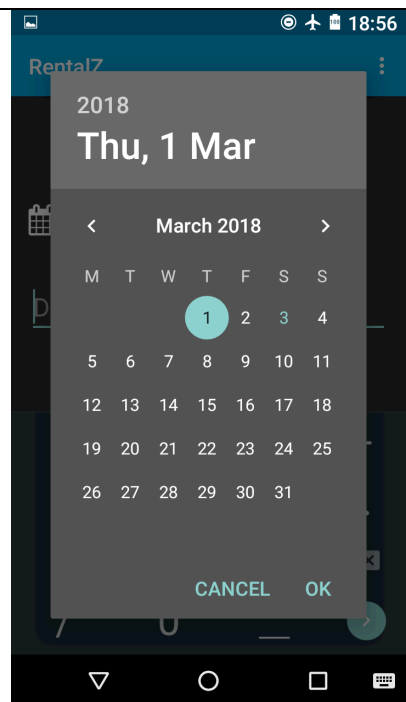 18:56
RentalZ
2018
Thu, 1 Mar
March 2018
M T W T F S S
1 2 3 4
5 6 7 8 9 10 11
12 13 14 15 16 17 18
19 20 21 22 23 24 25
26 27 28 29 30 31
CANCEL OK